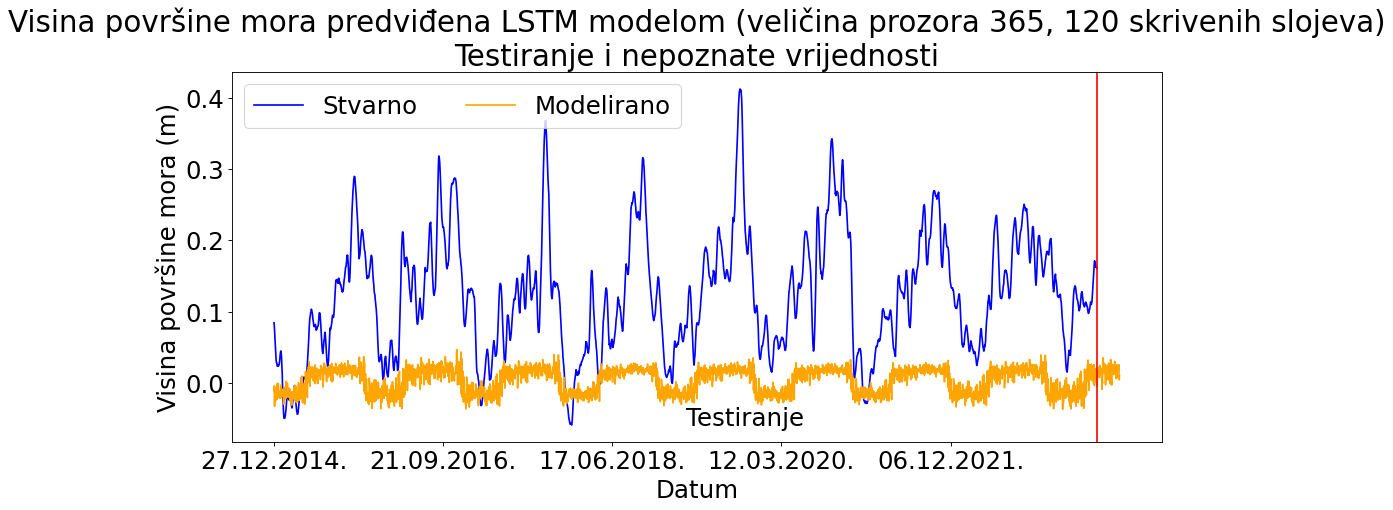 Visina površine mora predviđena LSTM modelom (veličina prozora 365, 120 skrivenih slojeva)
Testiranje i nepoznate vrijednosti
Stvarno
Modelirano
Visina površine mora (m)
0.4
0.3
0.2
0.1
0.0
Testiranje
27.12.2014.
21.09.2016.
17.06.2018.
12.03.2020.
06.12.2021.
Datum